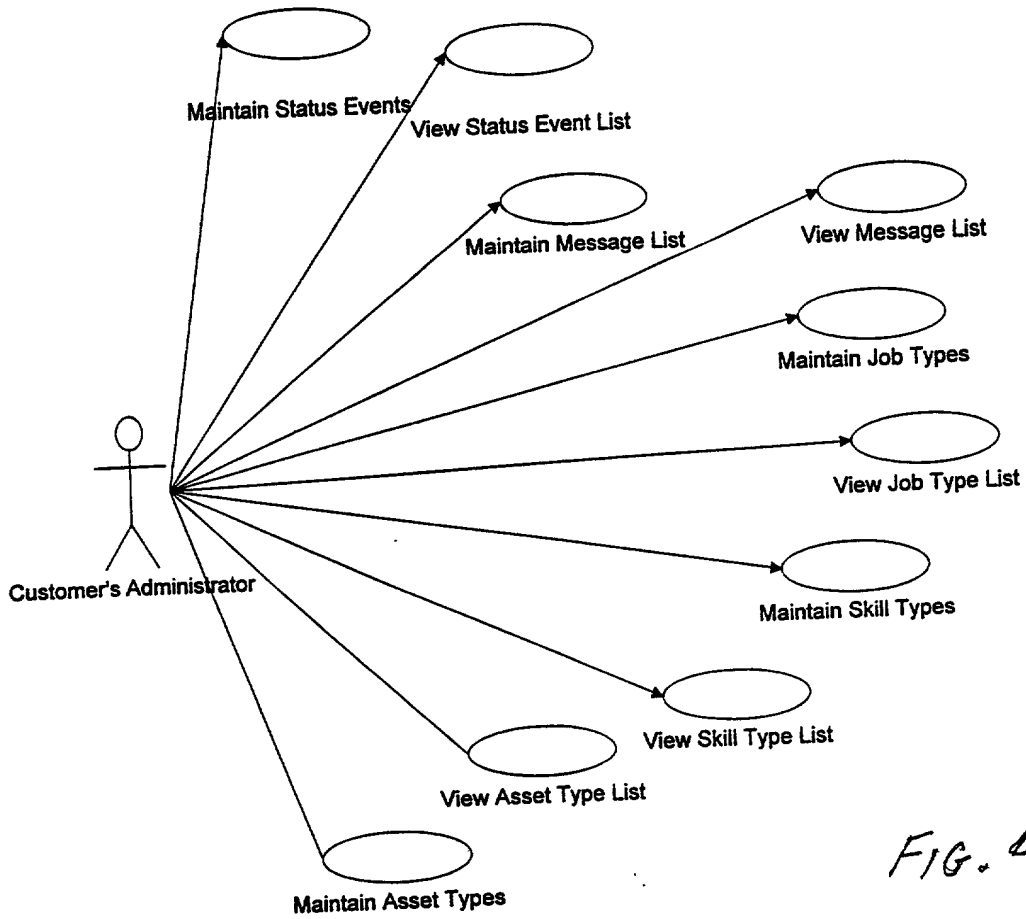 Maintain Status Events
View Status Event List
Maintain Message List
View Message List
Maintain Job Types
View Job Type List
Customer's Administrator
Maintain Skill Types
View Skill Type List
View Asset Type List
Maintain Asset Types
FIG.